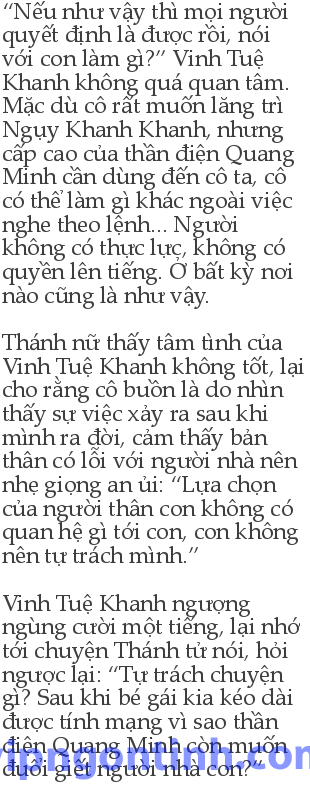 “Nếu như vậy thì mọi người
quyết định là được rồi, nói
với con làm gì?” Vinh Tuệ
Khanh không quá quan tâm.
Mặc dù cô rất muốn lăng trì
Ngụy Khanh Khanh, nhưng
cấp cao của thần điện Quang
Minh cần dùng đến cô ta, cô
có thể làm gì khác ngoài việc
nghe theo lệnh... Người
không có thực lực, không có
quyền lên tiếng. Ở bất kỳ nơi
nào cũng là như vậy.
Thánh nữ thấy tâm tình của
Vinh Tuệ Khanh không tốt, lại
cho rằng cô buồn là do nhìn
thấy sự việc xảy ra sau khi
mình ra đời, cảm thấy bản
thân có lỗi với người nhà nên
nhẹ giọng an ủi: “Lựa chọn
của người thân con không có
quan hệ gì tới con, con không
nên tự trách mình.”
Vinh Tuệ Khanh ngượng
ngùng cười một tiếng, lại nhớ
tới chuyện Thánh tử nói, hỏi
ngược lại: “Tự trách chuyện
gì? Sau khi bé gái kia kéo dài
được tính mạng vì sao thần
điện Quang Minh còn muốn
đuổi giết người nhà con?”
vipngontinh.com